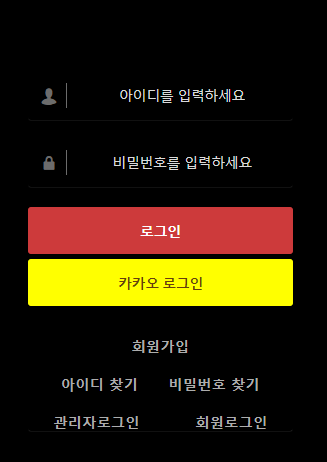 아이디를 입력하세요
비밀번호를 입력하세요
로그인
카카오 로그인
회원가입
아이디 찾기 비밀번호 찾기
관리자로그인 회원로그인